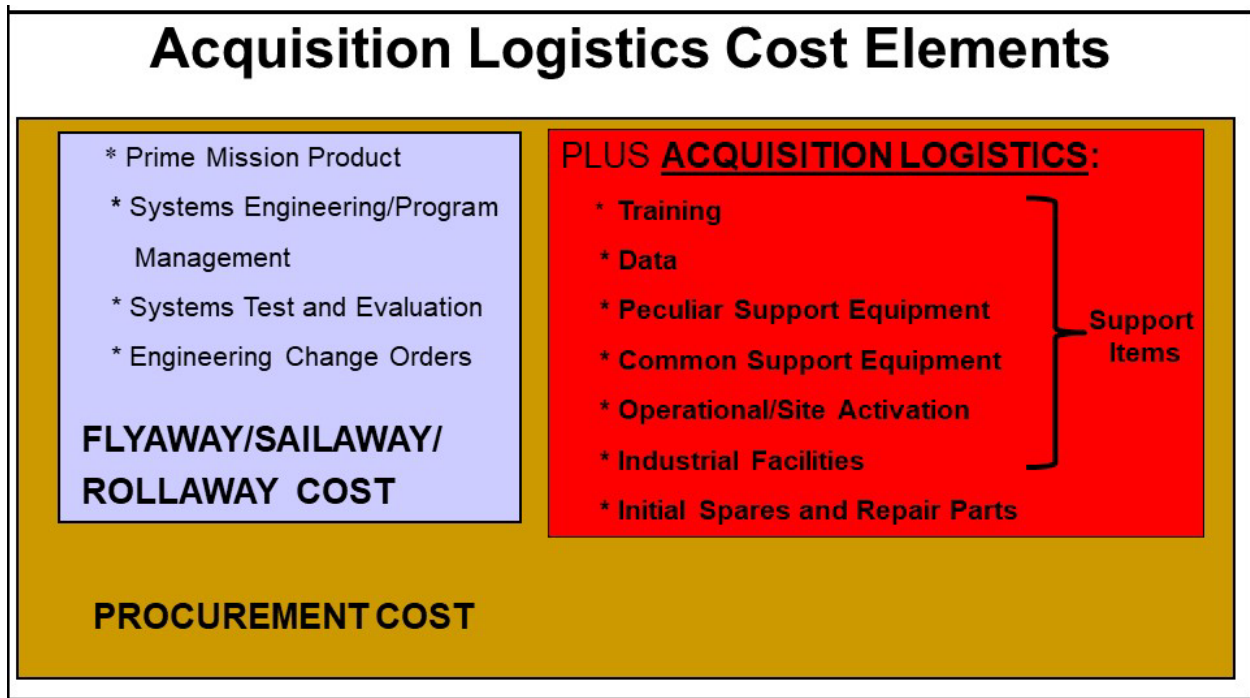 Acquisition Logistics Cost Elements
* Prime Mission Product
* Systems Engineering/Program
Management
* Systems Test and Evaluation
* Engineering Change Orders
FLYAWAY/SAILAWAY/
ROLLAWAY COST
PLUS ACQUISITION LOGISTICS:
* Training
* Data
* Peculiar Support Equipment
* Common Support Equipment
* Operational/Site Activation
* Industrial Facilities
* Initial Spares and Repair Parts
Support
Items
PROCUREMENT COST